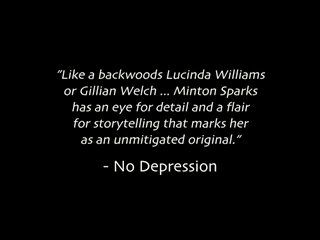 “Like a backwoods Lucinda Williams
or Gillian Welch ... Minton Sparks
has an eye for detail and a flair
for storytelling that marks her
as an unmitigated original.”
- No Depression